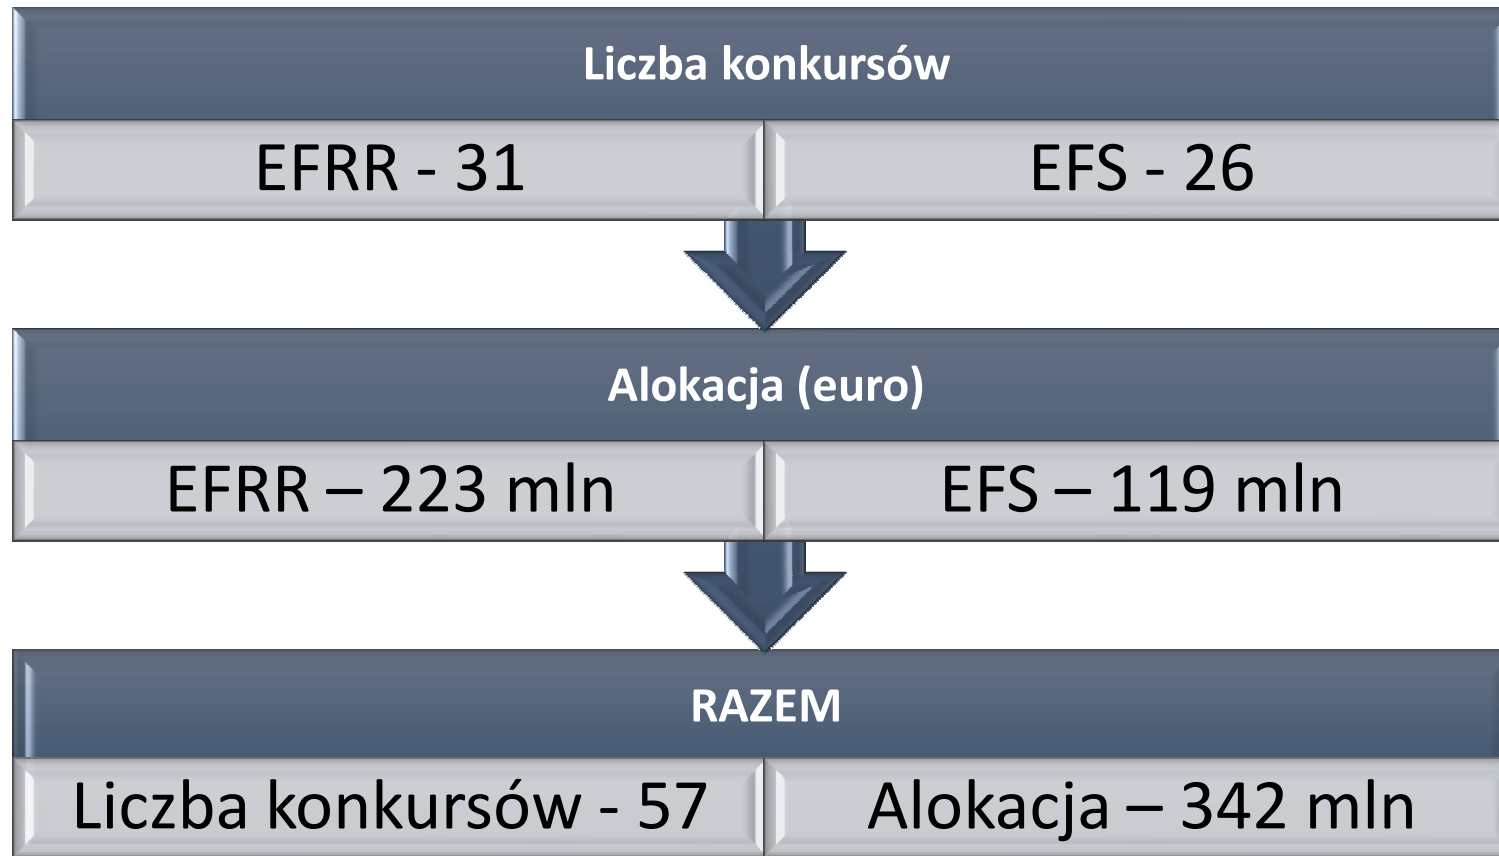 Liczba konkursów
EFRR - 31
EFS - 26
Alokacja (euro)
EFRR – 223 mln
EFS – 119 mln
RAZEM
Liczba konkursów - 57
Alokacja – 342 mln